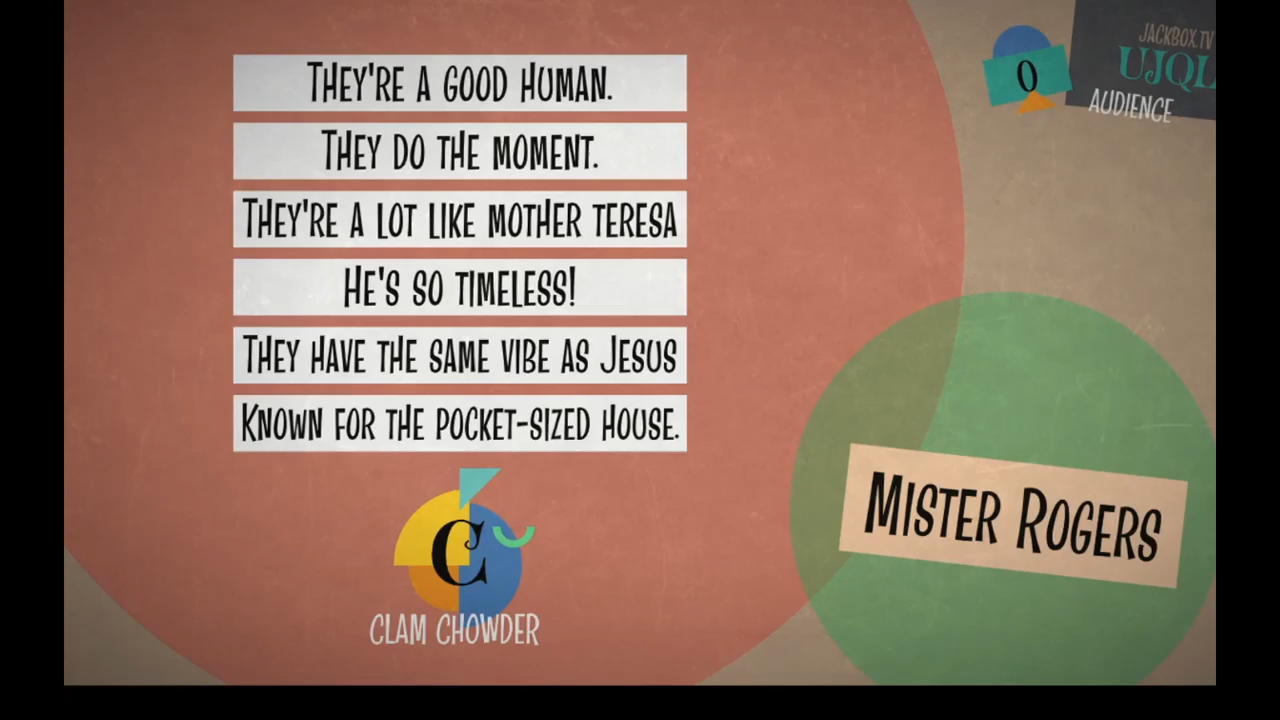 They're a good human.
They do the moment.
They're a lot like Mother Teresa
He's so timeless!
They have the same vibe as Jesus
Known for the pocket-sized house.
C
CLAM CHOWDER
JACKBOX.TV
UJQL
0
AUDIENCE
Mister Rogers